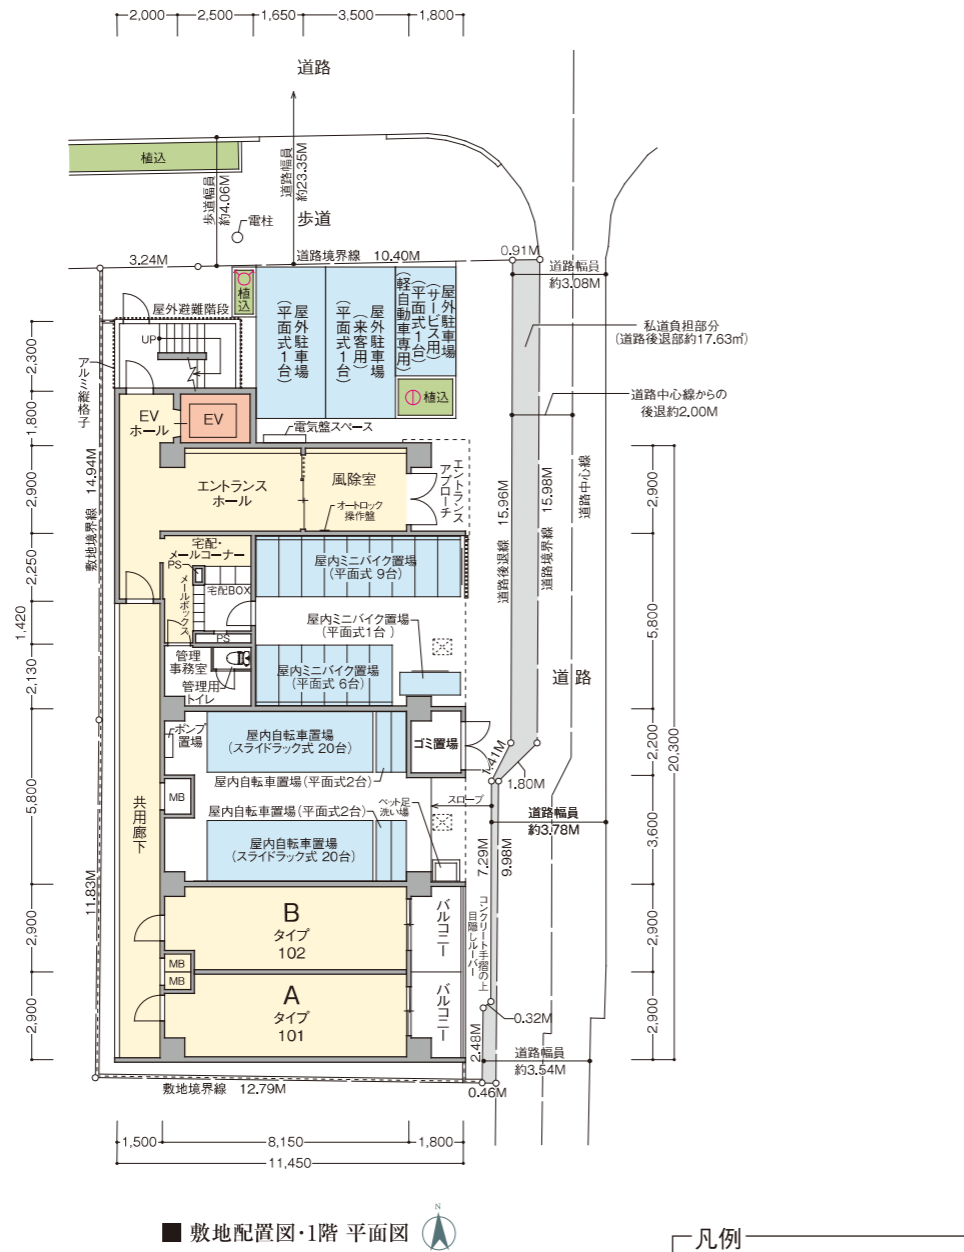 2,000
2,500
1,650
3,500
1,800
道路
植込
歩道幅員
約4.06M
道路幅員
約23.35M
電柱
歩道
3.24M
道路境界線 10.40M
0.91M
道路幅員
約3.08M
屋外避難階段
植込
屋外駐車場
(平面式1台)
屋外駐車場
(来客用)
(平面式1台)
屋外駐車場
(サービス用)
(平面式1台)
(軽自動車専用)
植込
私道負担部分
(道路後退部約17.63㎡)
道路中心線からの
後退約2.00M
UP
アルミ縦格子
EV
ホール
EV
電気盤スペース
エントランス
ホール
風除室
オートロック
操作盤
エントランス
アプローチ
敷地境界線 14.94M
道路後退線 15.96M
道路境界線 15.98M
道路中心線
宅配・
メールコーナー
PS
宅配BOX
メールボックス
PS
屋内ミニバイク置場
(平面式 9台)
屋内ミニバイク置場
(平面式1台 )
屋内ミニバイク置場
(平面式 6台)
管理
事務室
管理用
トイレ
道路
ポンプ
置場
屋内自転車置場
(スライドラック式 20台)
ゴミ置場
屋内自転車置場(平面式2台)
1.41M
1.80M
MB
屋内自転車置場(平面式2台)
ペット足
洗い場
スロープ
道路幅員
約3.78M
屋内自転車置場
(スライドラック式 20台)
共用廊下
11.83M
7.29M
9.98M
B
タイプ
102
バルコニー
コンクリート手摺の上
目隠しルーバー
MB
MB
A
タイプ
101
バルコニー
0.32M
2.48M
道路幅員
約3.54M
0.46M
敷地境界線 12.79M
2,300
1,800
2,900
2,250
1,420
2,130
5,800
2,900
2,900
2,900
5,800
2,200
20,300
3,600
2,900
2,900
1,500
8,150
1,800
11,450
■ 敷地配置図・1階 平面図
N
凡例